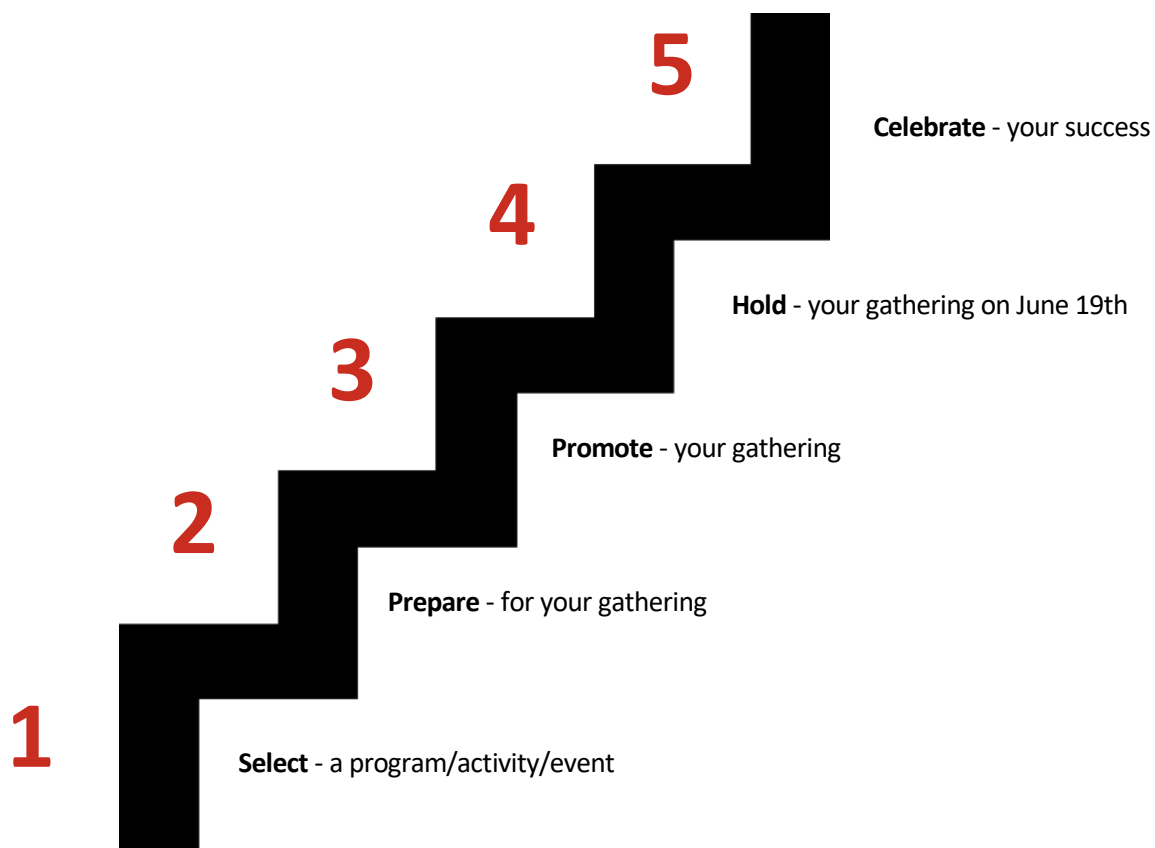 5
Celebrate - your success
4
Hold - your gathering on June 19th
3
Promote - your gathering
2
Prepare - for your gathering
1
Select - a program/activity/event